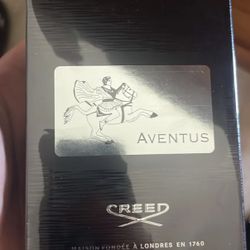 AVENTUS
CREED
MAISON FONDÉE À LONDRES EN 1760